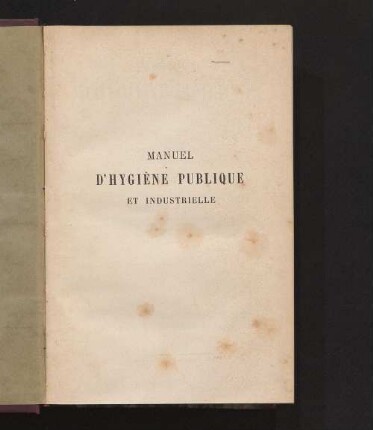 MANUEL
D'HYGIÈNE PUBLIQUE
ET INDUSTRIELLE